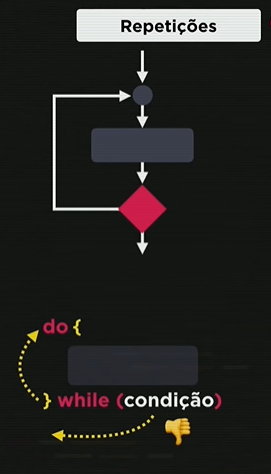 Repetições
do {
} while (condição)